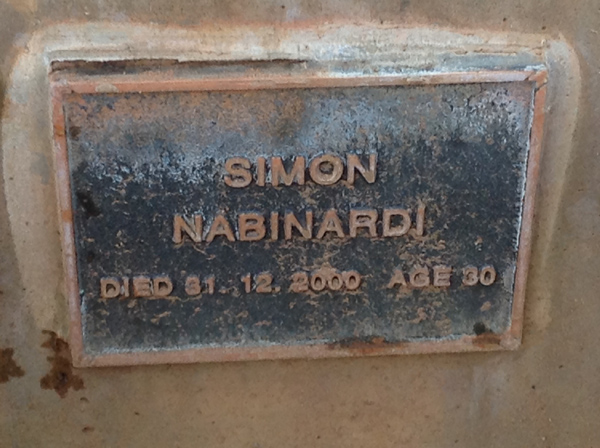 SIMON
NABINARDI
DIED 31. 12. 2000 AGE 30